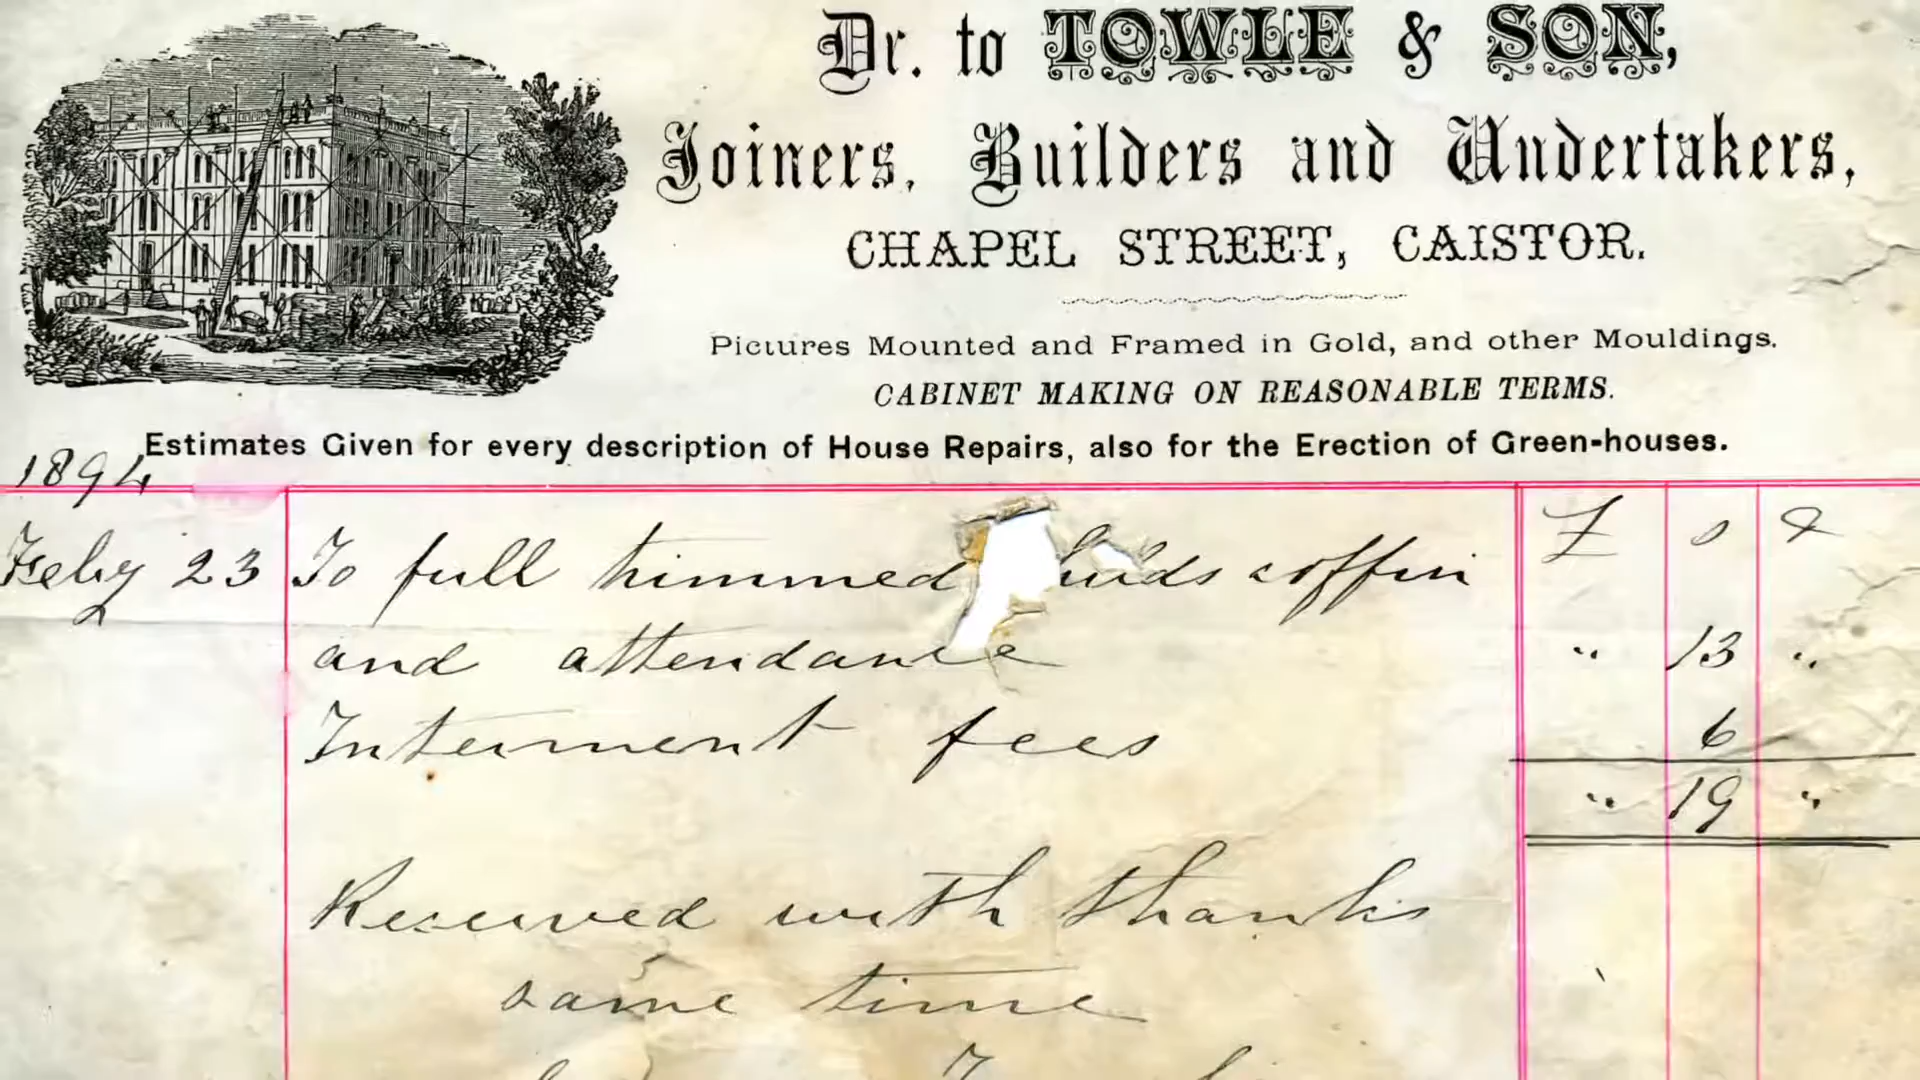 Dr. to TOWLE & SON,
Joiners, Builders and Undertakers,
CHAPEL STREET, CAISTOR.
Pictures Mounted and Framed in Gold, and other Mouldings.
CABINET MAKING ON REASONABLE TERMS.
Estimates Given for every description of House Repairs, also for the Erection of Green-houses.
1894
£ s d
Feby 23 To full trimmed coffin
and attendance " 13 "
Interment fees 6
" 19 "
Received with thanks
same time